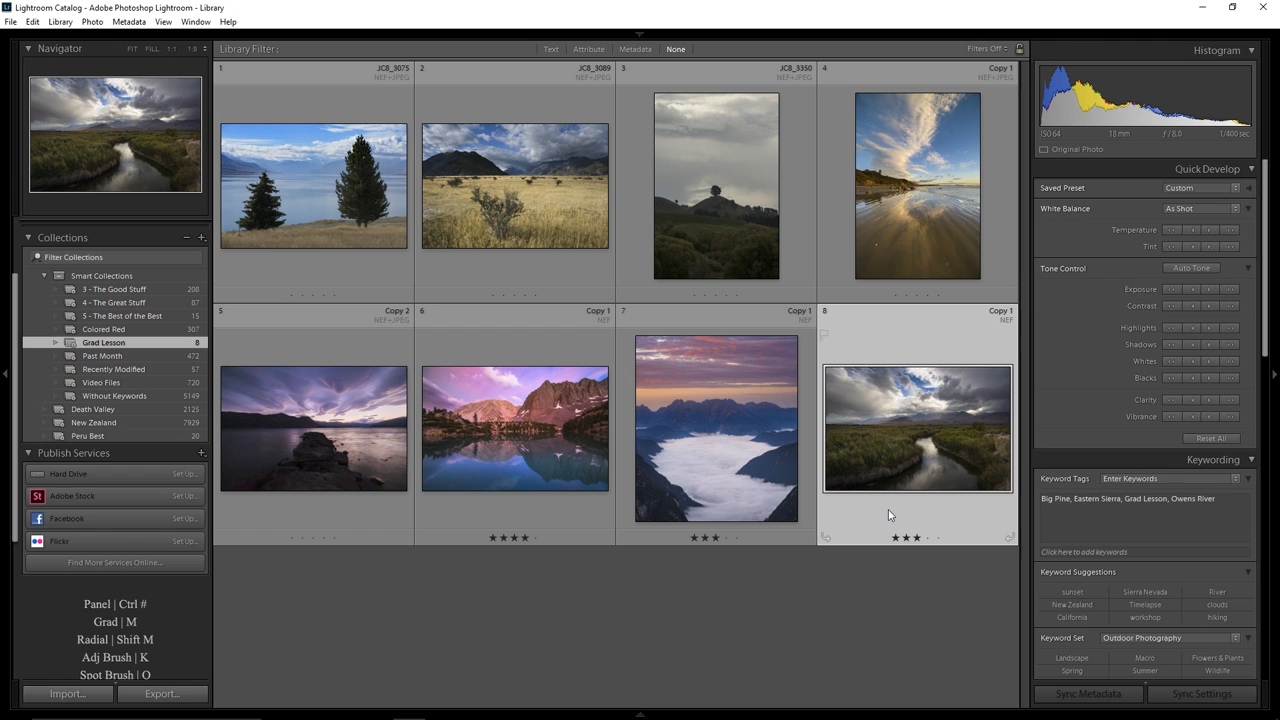 Lightroom Catalog - Adobe Photoshop Lightroom - Library
File Edit Library Photo Metadata View Window Help
Navigator FIT FILL 1:1 1:8
Library Filter : Text Attribute Metadata None Filters Off
Histogram
1 JC8_3075
NEF+JPEG
2 JC8_3089
NEF+JPEG
3 JC8_3350
NEF+JPEG
4 Copy 1
NEF+JPEG
5 Copy 2
NEF+JPEG
6 Copy 1
NEF
7 Copy 1
NEF
8 Copy 1
NEF
Collections
Filter Collections
Smart Collections
3 - The Good Stuff 208
4 - The Great Stuff 87
5 - The Best of the Best 15
Colored Red 307
Grad Lesson 8
Past Month 472
Recently Modified 57
Video Files 720
Without Keywords 5149
Death Valley 2125
New Zealand 7929
Peru Best 20
Publish Services
Hard Drive Set Up...
St Adobe Stock Set Up...
Facebook Set Up...
Flickr Set Up...
Find More Services Online...
Panel | Ctrl #
Grad | M
Radial | Shift M
Adj Brush | K
Spot Brush | Q
Import... Export...
ISO 64 18 mm ƒ / 8.0 1/400 sec
Original Photo
Quick Develop
Saved Preset Custom
White Balance As Shot
Temperature
Tint
Tone Control Auto Tone
Exposure
Contrast
Highlights
Shadows
Whites
Blacks
Clarity
Vibrance
Reset All
Keywording
Keyword Tags Enter Keywords
Big Pine, Eastern Sierra, Grad Lesson, Owens River
Click here to add keywords
Keyword Suggestions
sunset Sierra Nevada River
New Zealand Timelapse clouds
California workshop hiking
Keyword Set Outdoor Photography
Landscape Macro Flowers & Plants
Spring Summer Wildlife
Sync Metadata Sync Settings